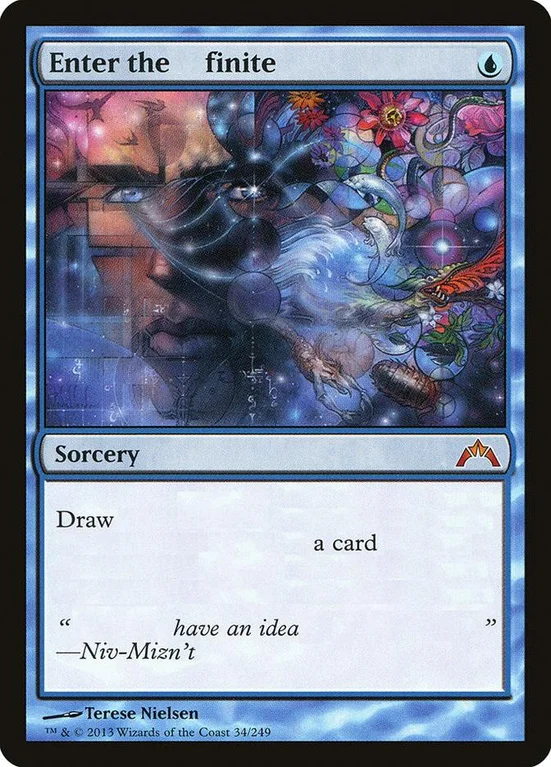 Enter the finite
Sorcery
Draw
a card
“ have an idea ”
—Niv-Mizn't
Terese Nielsen
™ & © 2013 Wizards of the Coast 34/249